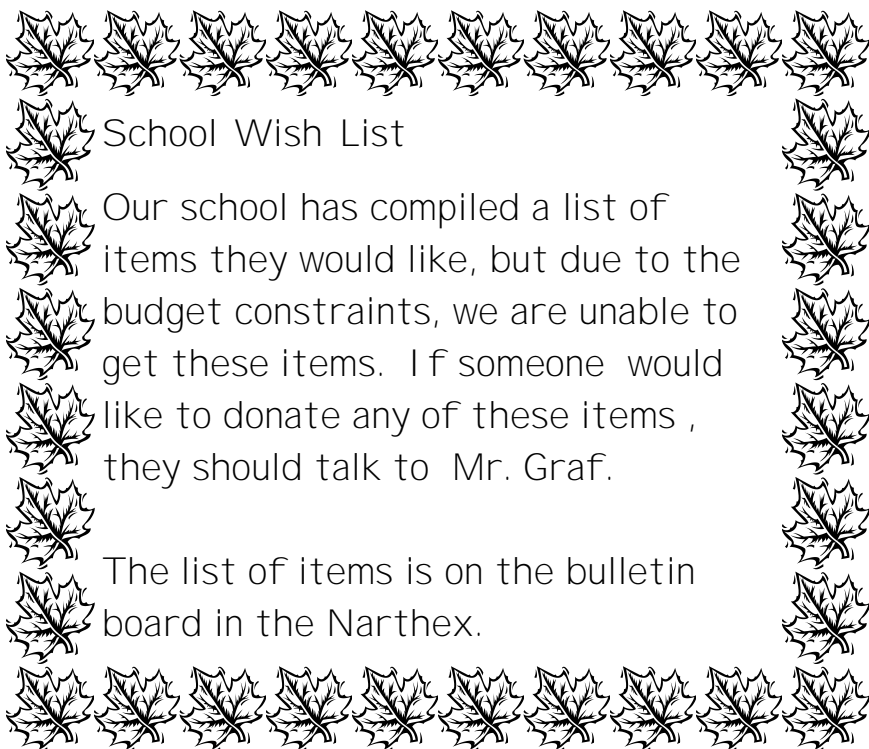 School Wish List
Our school has compiled a list of
items they would like, but due to the
budget constraints, we are unable to
get these items. If someone would
like to donate any of these items ,
they should talk to Mr. Graf.
The list of items is on the bulletin
board in the Narthex.